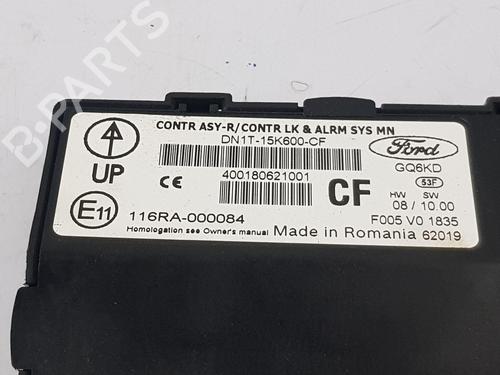 CONTR ASY-R/CONTR LK & ALRM SYS MN
DN1T-15K600-CF
Ford
UP
400180621001
GQ6KD
53F
CE
CF
HW SW
08 / 10.00
E11
116RA-000084
F005 V0 1835
Homologation see Owner's manual
Made in Romania 62019
B-PARTS